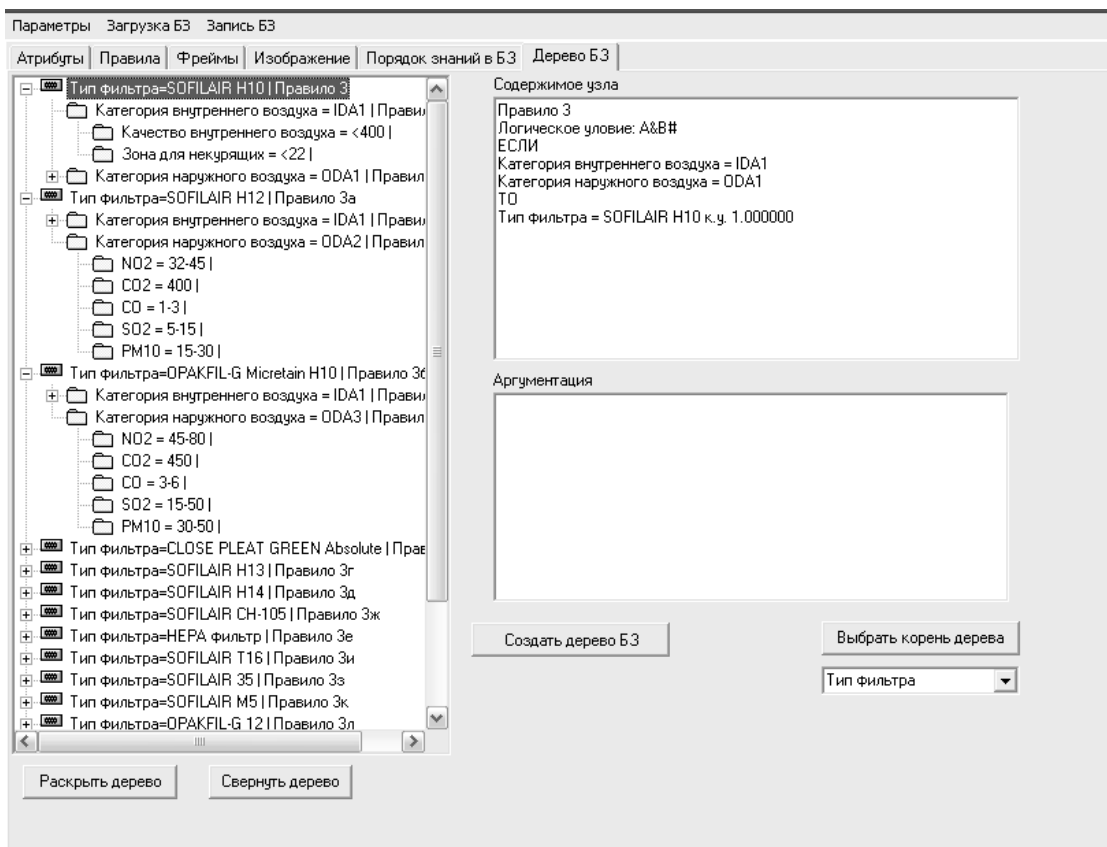 Параметры Загрузка БЗ Запись БЗ
Атрибуты Правила Фреймы Изображение Порядок знаний в БЗ Дерево БЗ
Тип фильтра=SOFILAIR H10 | Правило 3
Категория внутреннего воздуха = IDA1 | Прави
Качество внутреннего воздуха = <400 |
Зона для некурящих = <22 |
Категория наружного воздуха = ODA1 | Правил
Тип фильтра=SOFILAIR H12 | Правило 3а
Категория внутреннего воздуха = IDA1 | Прави
Категория наружного воздуха = ODA2 | Правил
NO2 = 32-45 |
CO2 = 400 |
CO = 1-3 |
SO2 = 5-15 |
PM10 = 15-30 |
Тип фильтра=OPAKFIL-G Micretain H10 | Правило 3б
Категория внутреннего воздуха = IDA1 | Прави
Категория наружного воздуха = ODA3 | Правил
NO2 = 45-80 |
CO2 = 450 |
CO = 3-6 |
SO2 = 15-50 |
PM10 = 30-50 |
Тип фильтра=CLOSE PLEAT GREEN Absolute | Прав
Тип фильтра=SOFILAIR H13 | Правило 3г
Тип фильтра=SOFILAIR H14 | Правило 3д
Тип фильтра=SOFILAIR CH-105 | Правило 3ж
Тип фильтра=HEPA фильтр | Правило 3е
Тип фильтра=SOFILAIR T16 | Правило 3и
Тип фильтра=SOFILAIR 35 | Правило 3з
Тип фильтра=SOFILAIR M5 | Правило 3к
Тип фильтра=OPAKFIL-G 12 | Правило 3л
Раскрыть дерево Свернуть дерево
Содержимое узла
Правило 3
Логическое уловие: A&B#
ЕСЛИ
Категория внутреннего воздуха = IDA1
Категория наружного воздуха = ODA1
ТО
Тип фильтра = SOFILAIR H10 к.у. 1.000000
Аргументация
Создать дерево БЗ Выбрать корень дерева
Тип фильтра